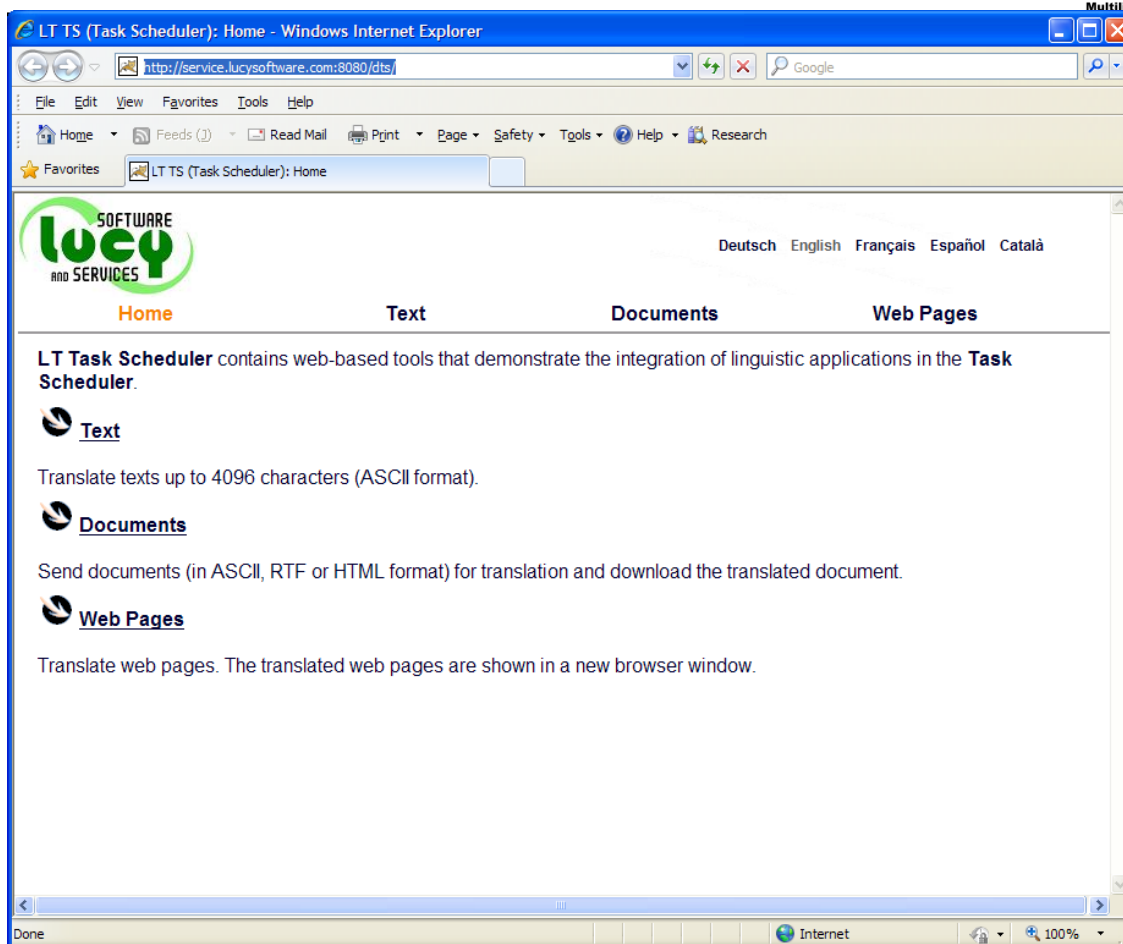 Multil
LT TS (Task Scheduler): Home - Windows Internet Explorer
http://service.lucysoftware.com:8080/dts/
Google
File Edit View Favorites Tools Help
Home Feeds (J) Read Mail Print Page Safety Tools Help Research
Favorites LT TS (Task Scheduler): Home
SOFTWARE
Lucy
AND SERVICES
Deutsch English Français Español Català
Home Text Documents Web Pages
LT Task Scheduler contains web-based tools that demonstrate the integration of linguistic applications in the Task
Scheduler.
Text
Translate texts up to 4096 characters (ASCII format).
Documents
Send documents (in ASCII, RTF or HTML format) for translation and download the translated document.
Web Pages
Translate web pages. The translated web pages are shown in a new browser window.
Done Internet 100%